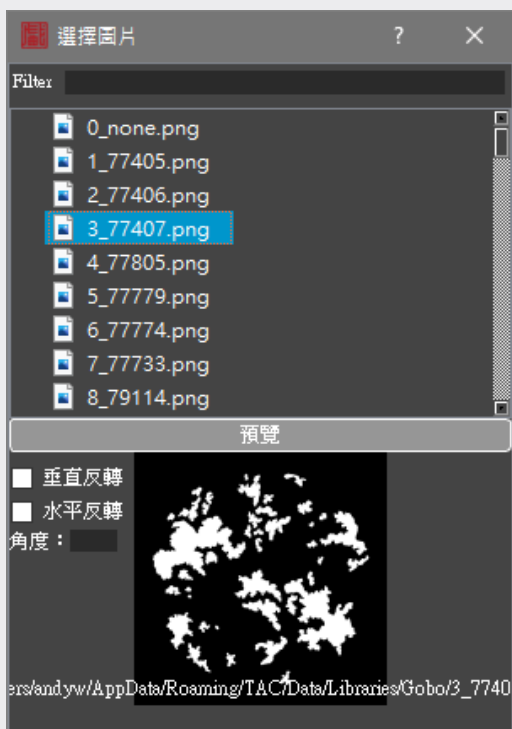 選擇圖片 ? ×
Filter
0_none.png
1_77405.png
2_77406.png
3_77407.png
4_77805.png
5_77779.png
6_77774.png
7_77733.png
8_79114.png
預覽
垂直反轉
水平反轉
角度：
ers/andyw/AppData/Roaming/TAC/Data/Libraries/Gobo/3_7740